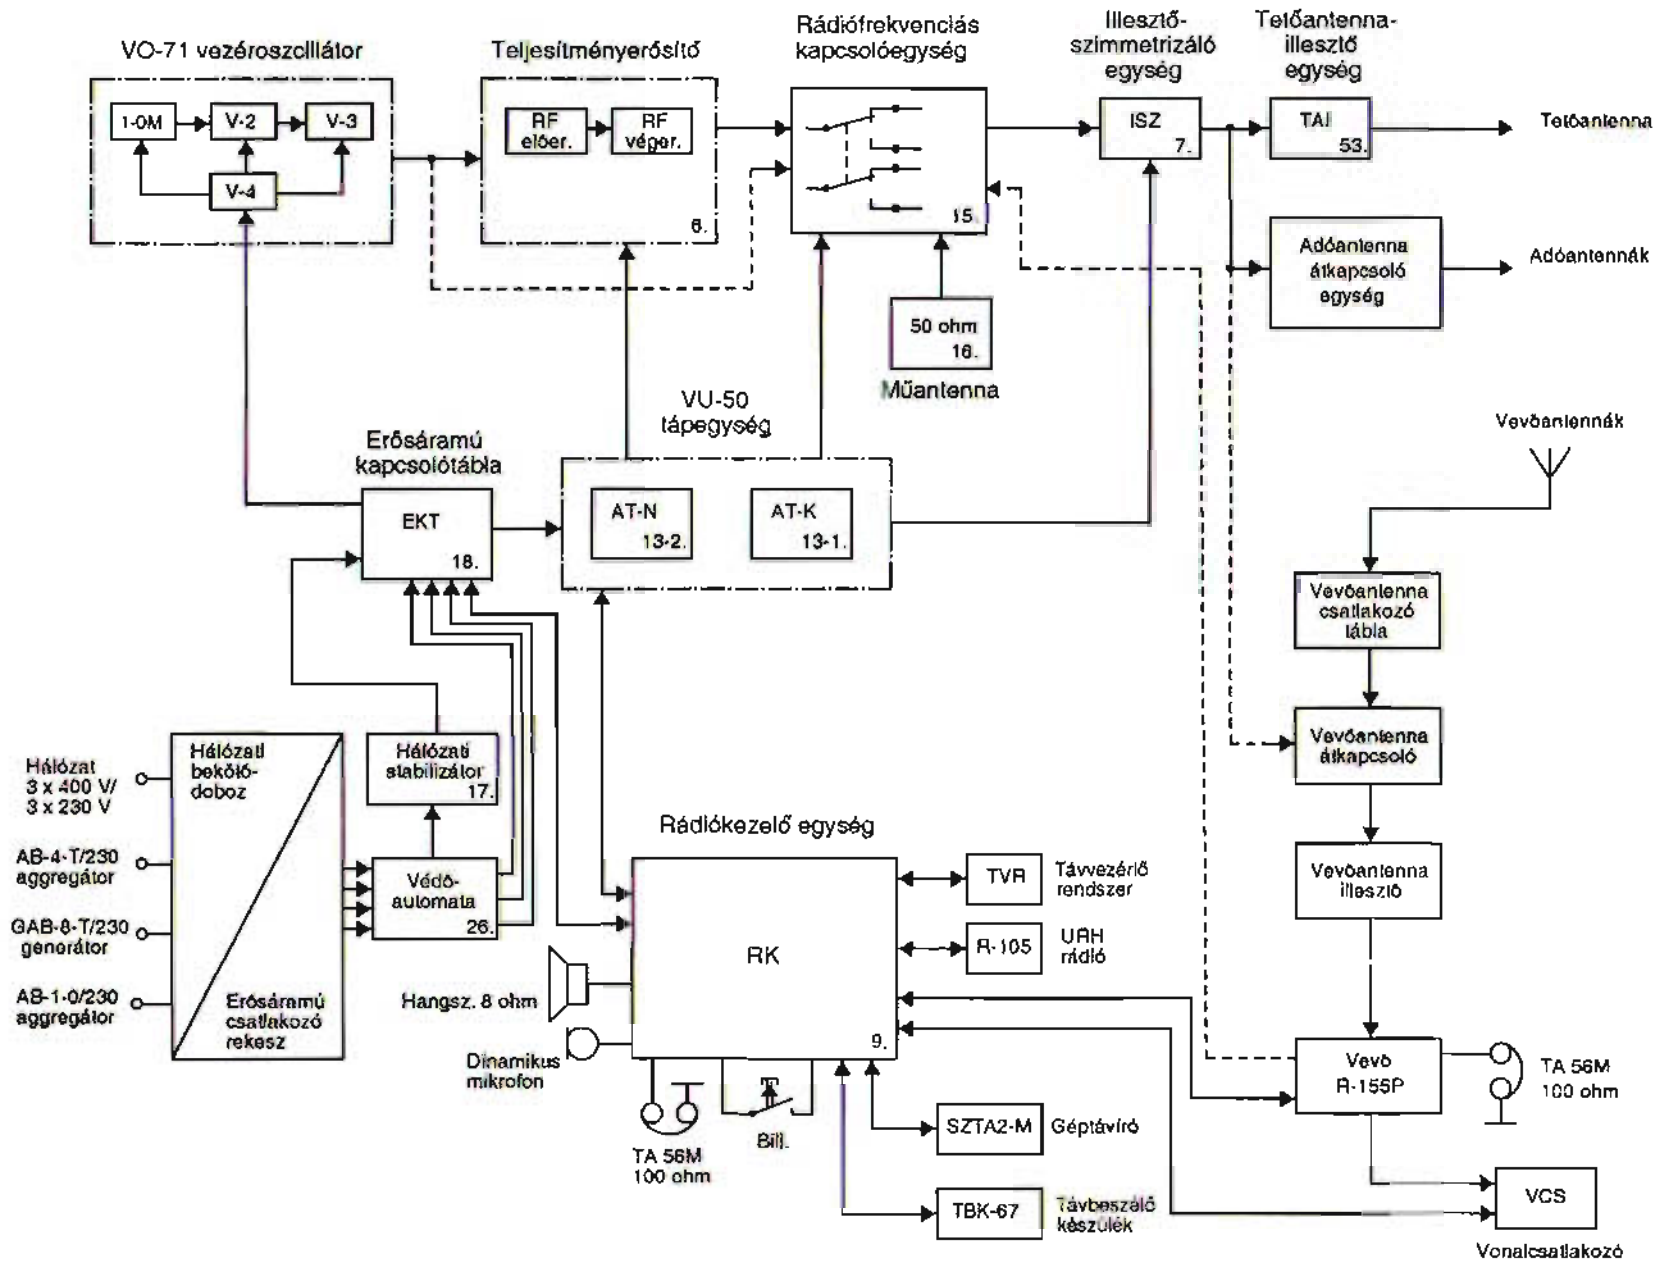 VO-71 vezéroszcillátor
1-0M
V-2
V-3
V-4
Teljesítményerősítő
RF
előer.
RF
véger.
6.
Rádiófrekvenciás
kapcsolóegység
15.
Illesztő-
szimmetrizáló
egység
ISZ
7.
Tetőantenna-
illesztő
egység
TAI
53.
Tetőantenna
Adóantenna
átkapcsoló
egység
Adóantennák
50 ohm
16.
Műantenna
VU-50
tápegység
AT-N
13-2.
AT-K
13-1.
Erősáramú
kapcsolótábla
EKT
18.
Vevőantennák
Vevőantenna
csatlakozó
tábla
Vevőantenna
átkapcsoló
Vevőantenna
illesztő
Hálózat
3 x 400 V/
3 x 230 V
AB-4-T/230
aggregátor
GAB-8-T/230
generátor
AB-1-0/230
aggregátor
Hálózati
bekötő-
doboz
Erősáramú
csatlakozó
rekesz
Hálózati
stabilizátor
17.
Védő-
automata
26.
Rádiókezelő egység
RK
9.
Hangsz. 8 ohm
Dinamikus
mikrofon
TA 56M
100 ohm
Bill.
TVR
Távvezérlő
rendszer
R-105
URH
rádió
SZTA2-M
Géptávíró
TBK-67
Távbeszélő
készülék
Vevő
R-155P
TA 56M
100 ohm
VCS
Vonalcsatlakozó